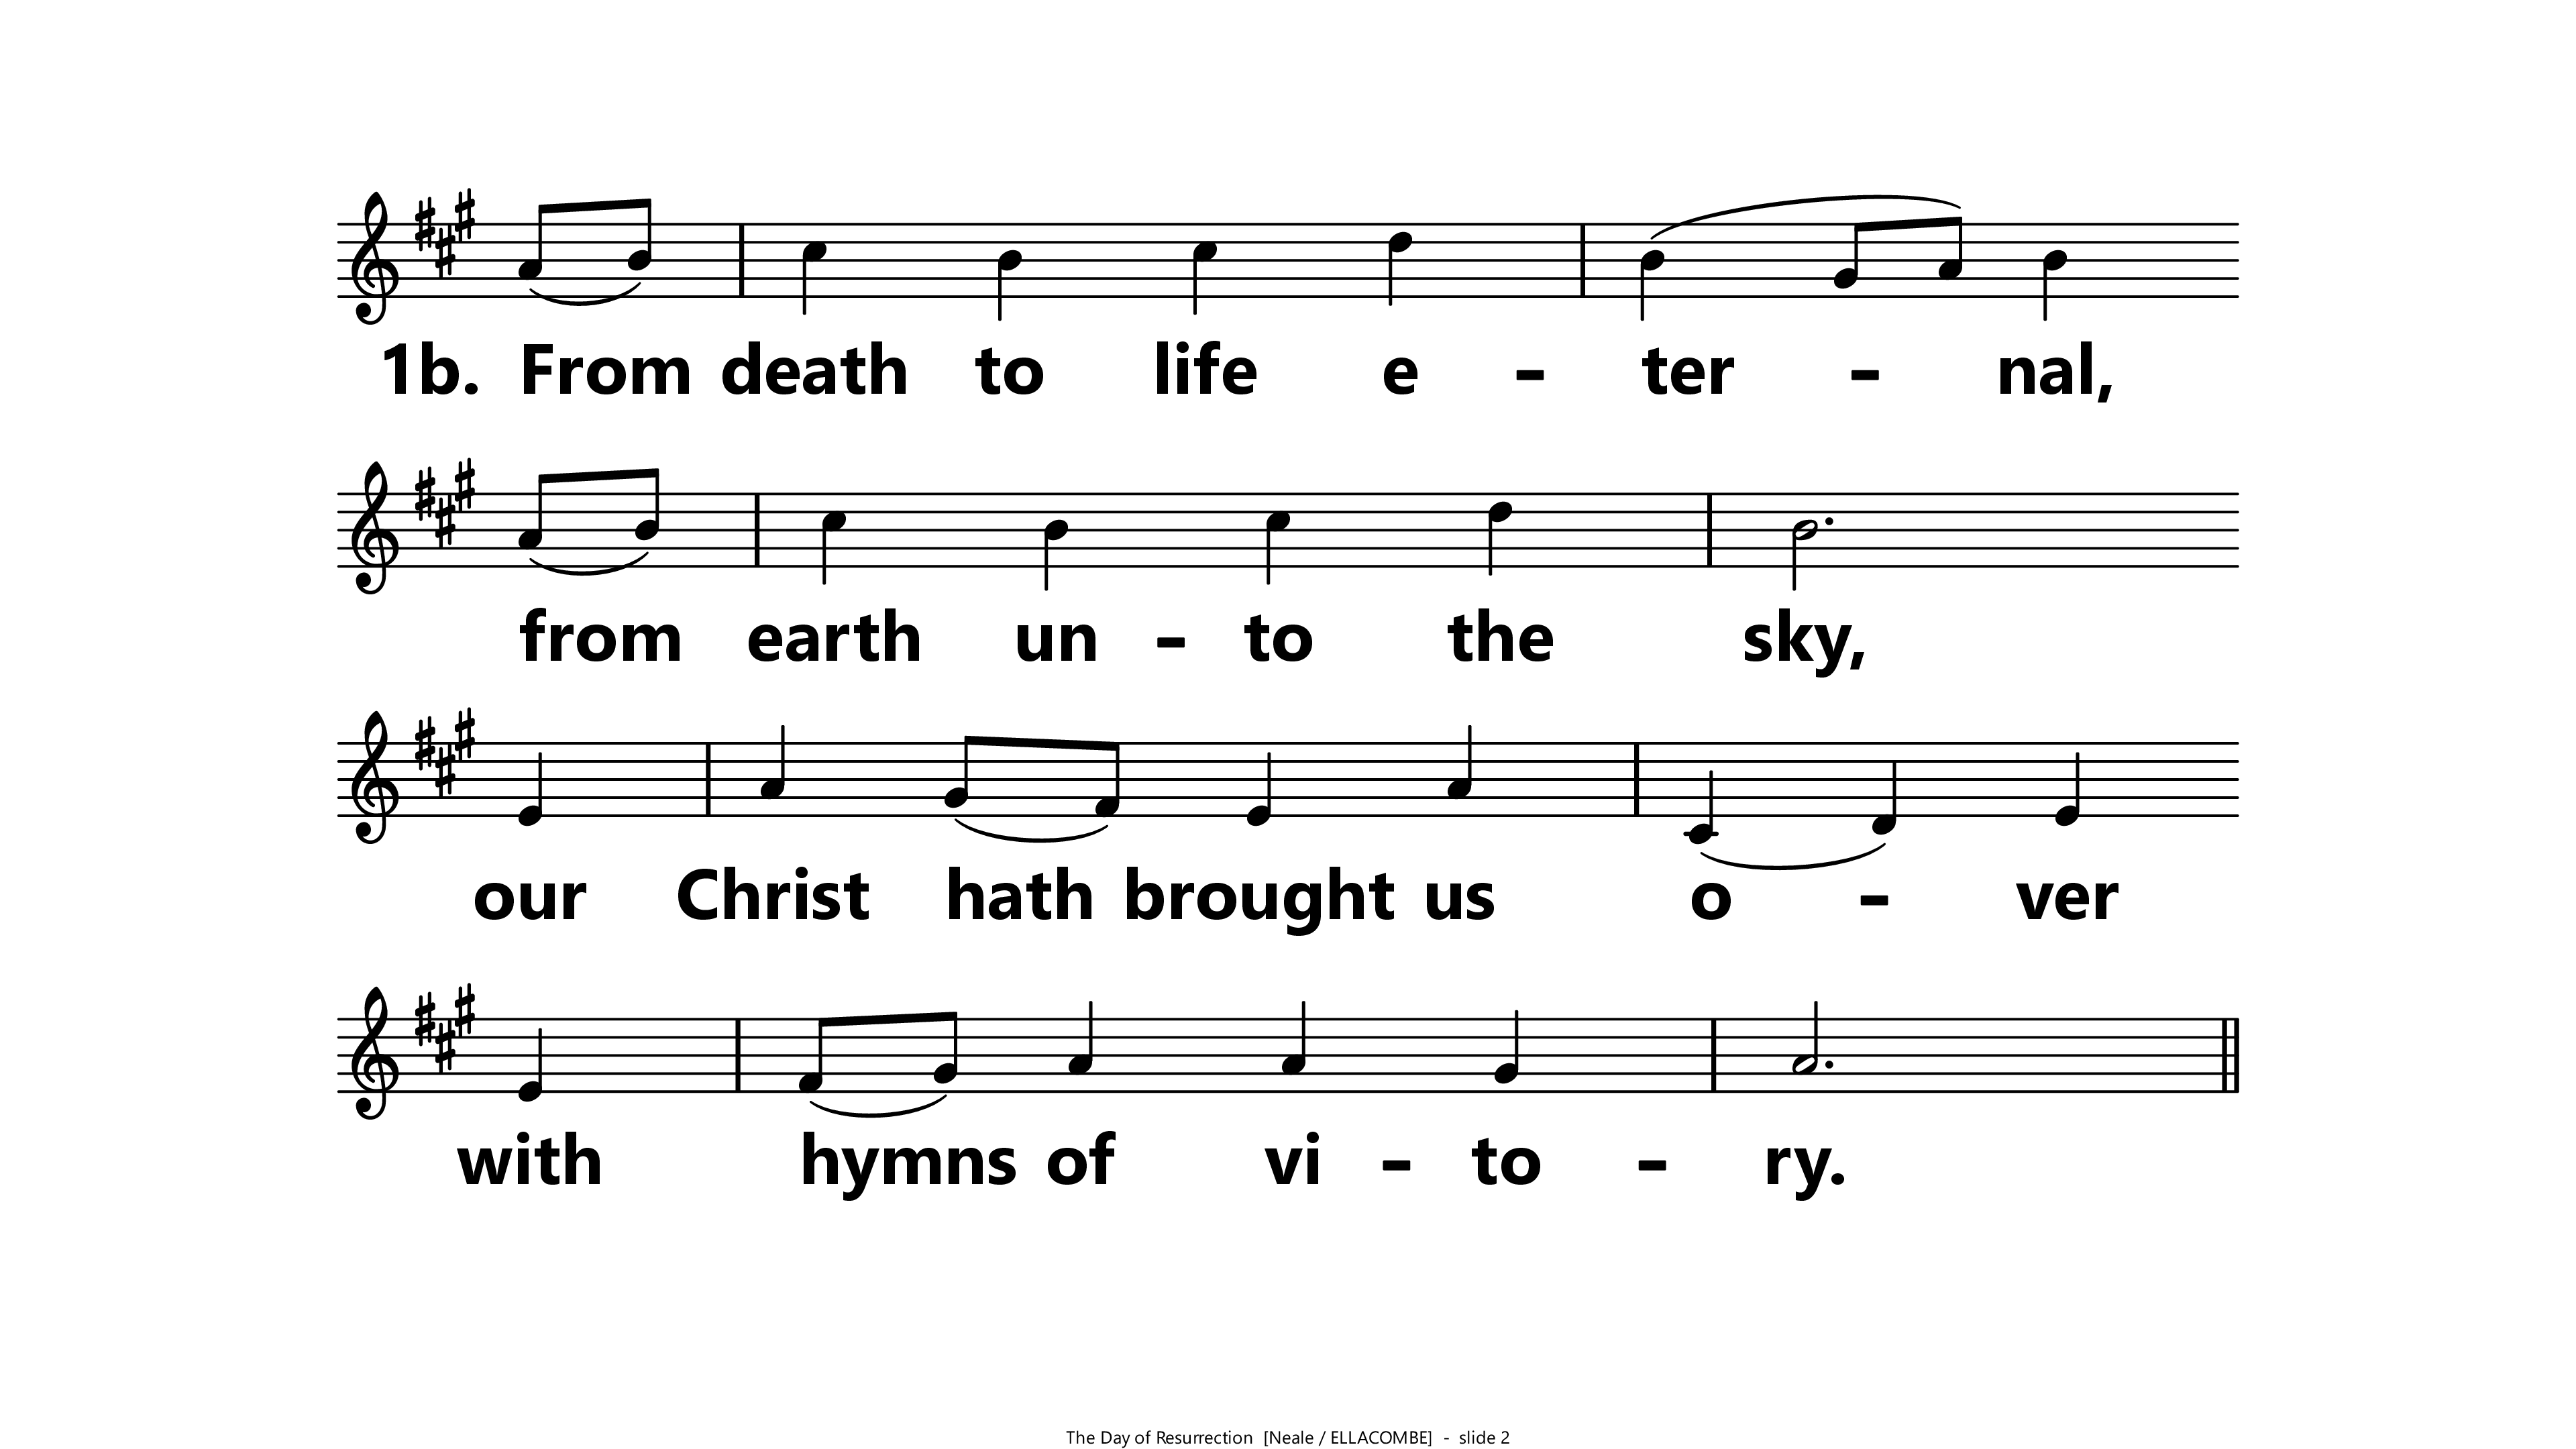 1b. From death to life e - ter - nal,
from earth un - to the sky,
our Christ hath brought us o - ver
with hymns of vi - to - ry.
The Day of Resurrection [Neale / ELLACOMBE] - slide 2